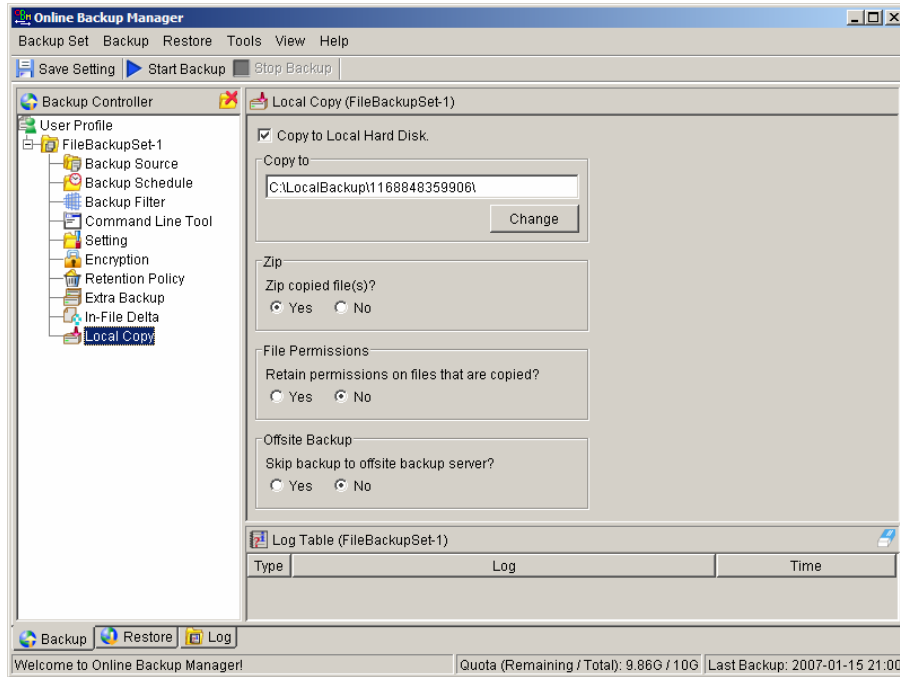 Online Backup Manager
Backup Set Backup Restore Tools View Help
Save Setting Start Backup Stop Backup
Backup Controller
User Profile
FileBackupSet-1
Backup Source
Backup Schedule
Backup Filter
Command Line Tool
Setting
Encryption
Retention Policy
Extra Backup
In-File Delta
Local Copy
Local Copy (FileBackupSet-1)
Copy to Local Hard Disk.
Copy to
C:\LocalBackup\1168848359906\
Change
Zip
Zip copied file(s)?
Yes No
File Permissions
Retain permissions on files that are copied?
Yes No
Offsite Backup
Skip backup to offsite backup server?
Yes No
Log Table (FileBackupSet-1)
Type Log Time
Backup Restore Log
Welcome to Online Backup Manager! Quota (Remaining / Total): 9.86G / 10G Last Backup: 2007-01-15 21:00